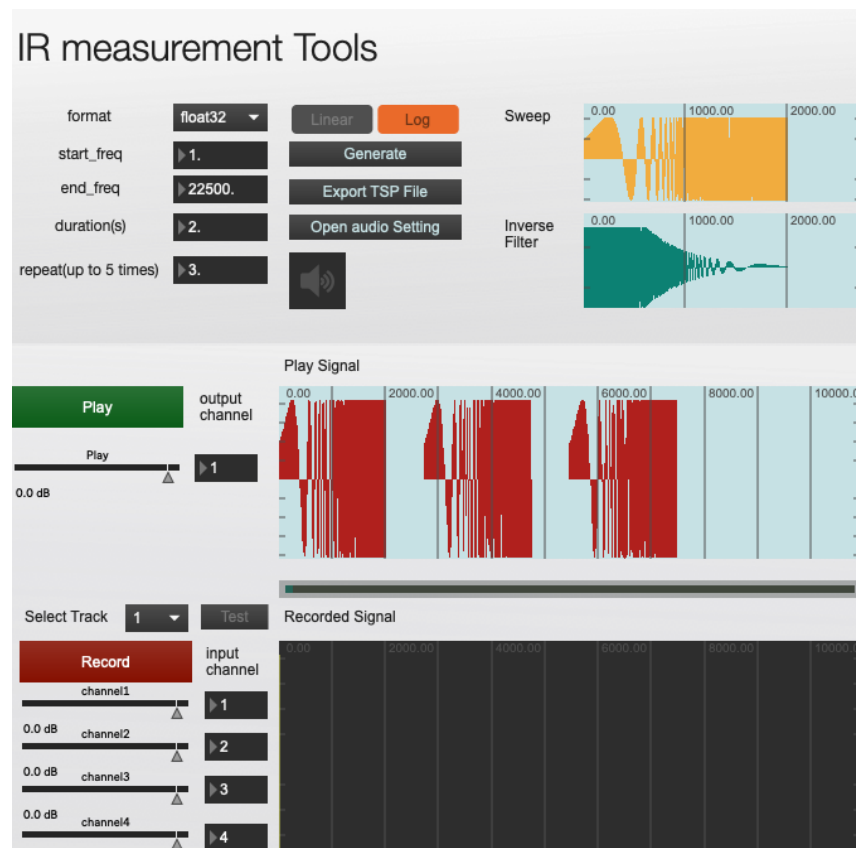 IR measurement Tools
format
float32
Linear
Log
Sweep
0.00
1000.00
2000.00
start_freq
1.
Generate
end_freq
22500.
Export TSP File
duration(s)
2.
Open audio Setting
Inverse
Filter
0.00
1000.00
2000.00
repeat(up to 5 times)
3.
Play Signal
Play
output
channel
0.00
2000.00
4000.00
6000.00
8000.00
10000.0
Play
1
0.0 dB
Select Track
1
Test
Recorded Signal
Record
input
channel
0.00
2000.00
4000.00
6000.00
8000.00
10000.0
channel1
1
0.0 dB
channel2
2
0.0 dB
channel3
3
0.0 dB
channel4
4